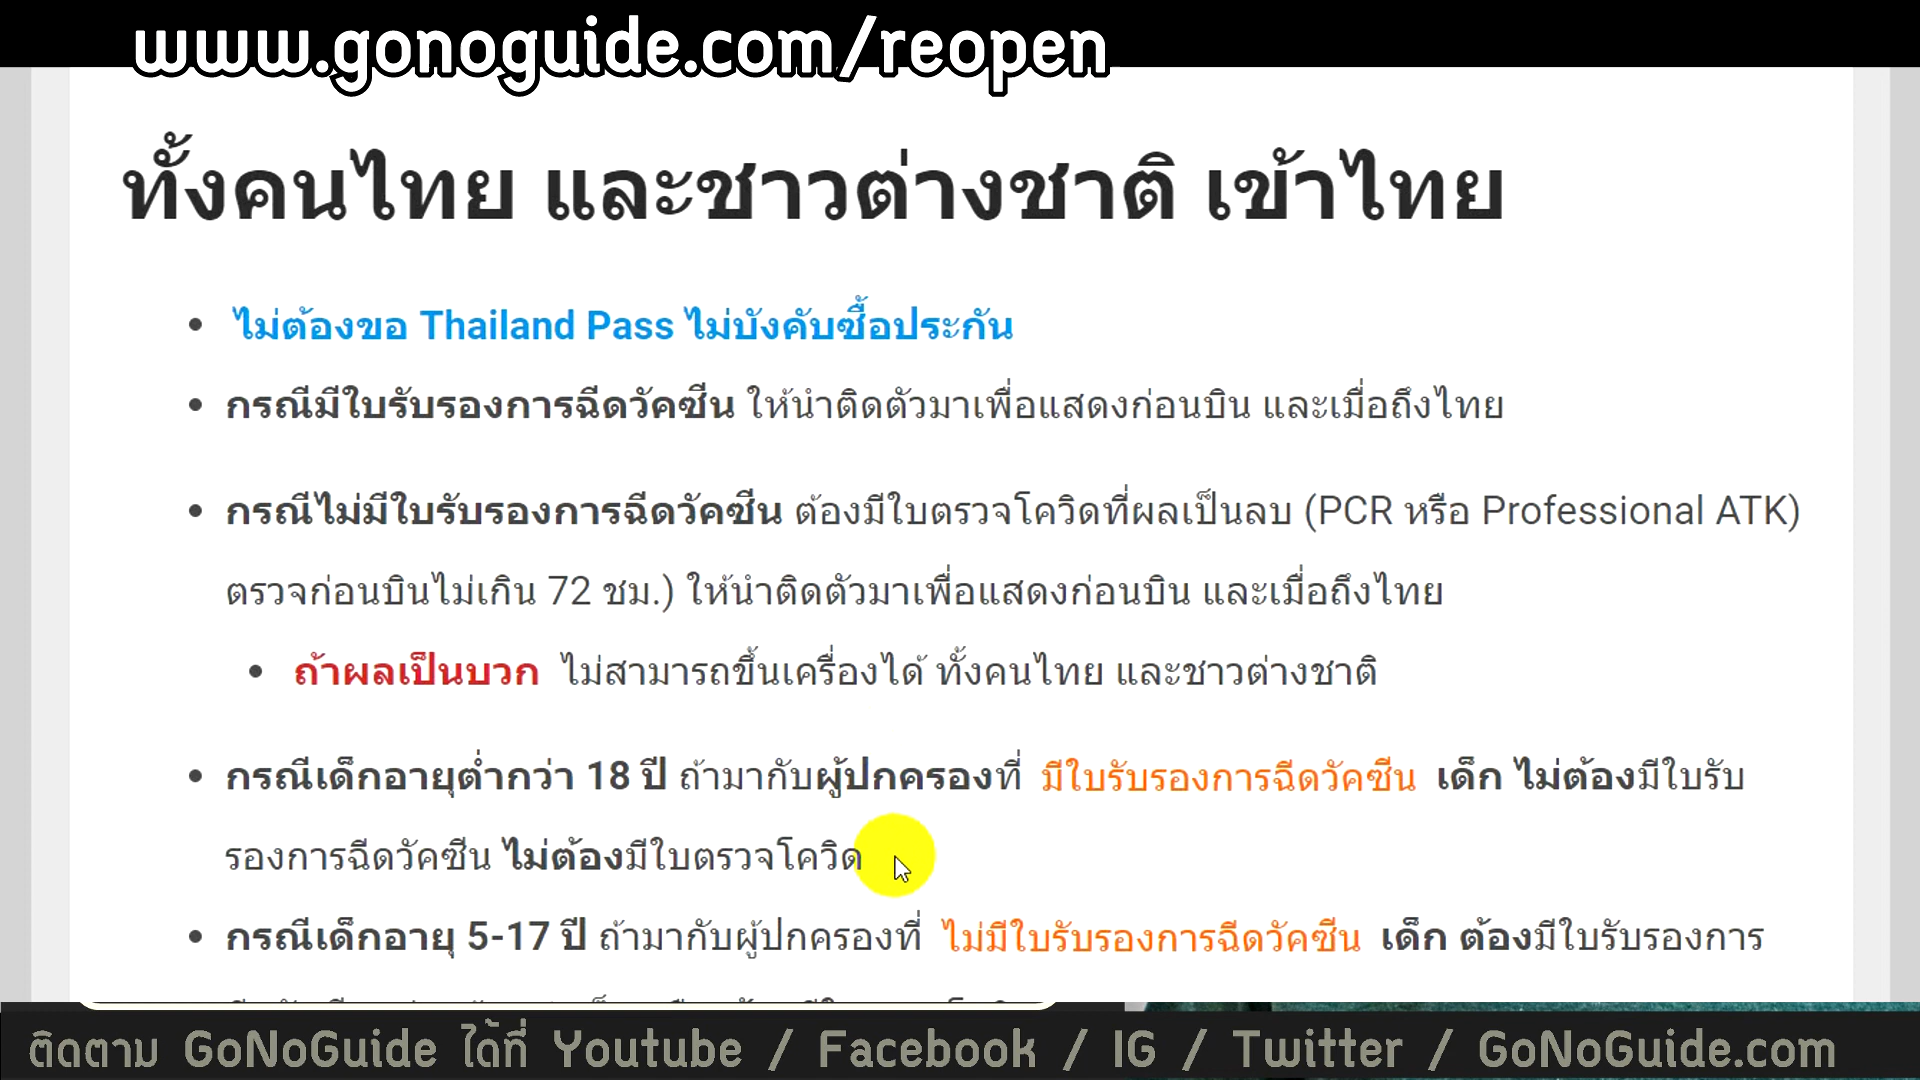 www.gonoguide.com/reopen
ทั้งคนไทย และชาวต่างชาติ เข้าไทย
• ไม่ต้องขอ Thailand Pass ไม่บังคับซื้อประกัน
• กรณีมีใบรับรองการฉีดวัคซีน ให้นำติดตัวมาเพื่อแสดงก่อนบิน และเมื่อถึงไทย
• กรณีไม่มีใบรับรองการฉีดวัคซีน ต้องมีใบตรวจโควิดที่ผลเป็นลบ (PCR หรือ Professional ATK)
ตรวจก่อนบินไม่เกิน 72 ชม.) ให้นำติดตัวมาเพื่อแสดงก่อนบิน และเมื่อถึงไทย
• ถ้าผลเป็นบวก ไม่สามารถขึ้นเครื่องได้ ทั้งคนไทย และชาวต่างชาติ
• กรณีเด็กอายุต่ำกว่า 18 ปี ถ้ามากับผู้ปกครองที่ มีใบรับรองการฉีดวัคซีน เด็ก ไม่ต้องมีใบรับ
รองการฉีดวัคซีน ไม่ต้องมีใบตรวจโควิด
• กรณีเด็กอายุ 5-17 ปี ถ้ามากับผู้ปกครองที่ ไม่มีใบรับรองการฉีดวัคซีน เด็ก ต้องมีใบรับรองการ
ติดตาม GoNoGuide ได้ที่ Youtube / Facebook / IG / Twitter / GoNoGuide.com